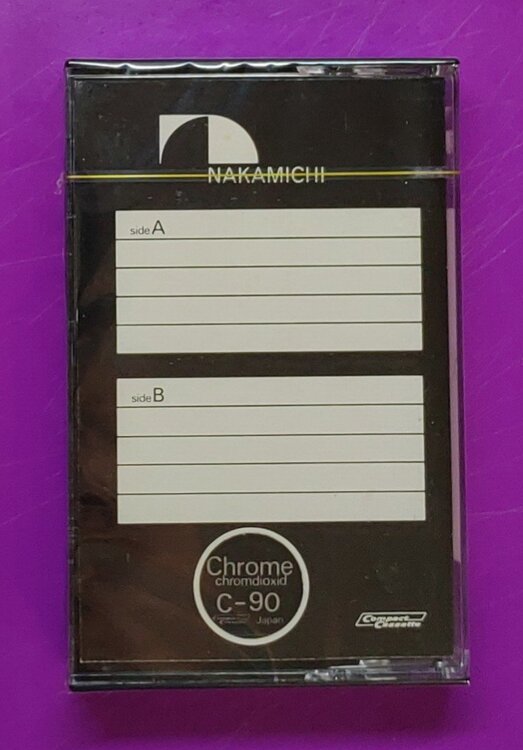 NAKAMICHI
side A
side B
Chrome
chromdioxid
C-90
Japan
Compact
Cassette